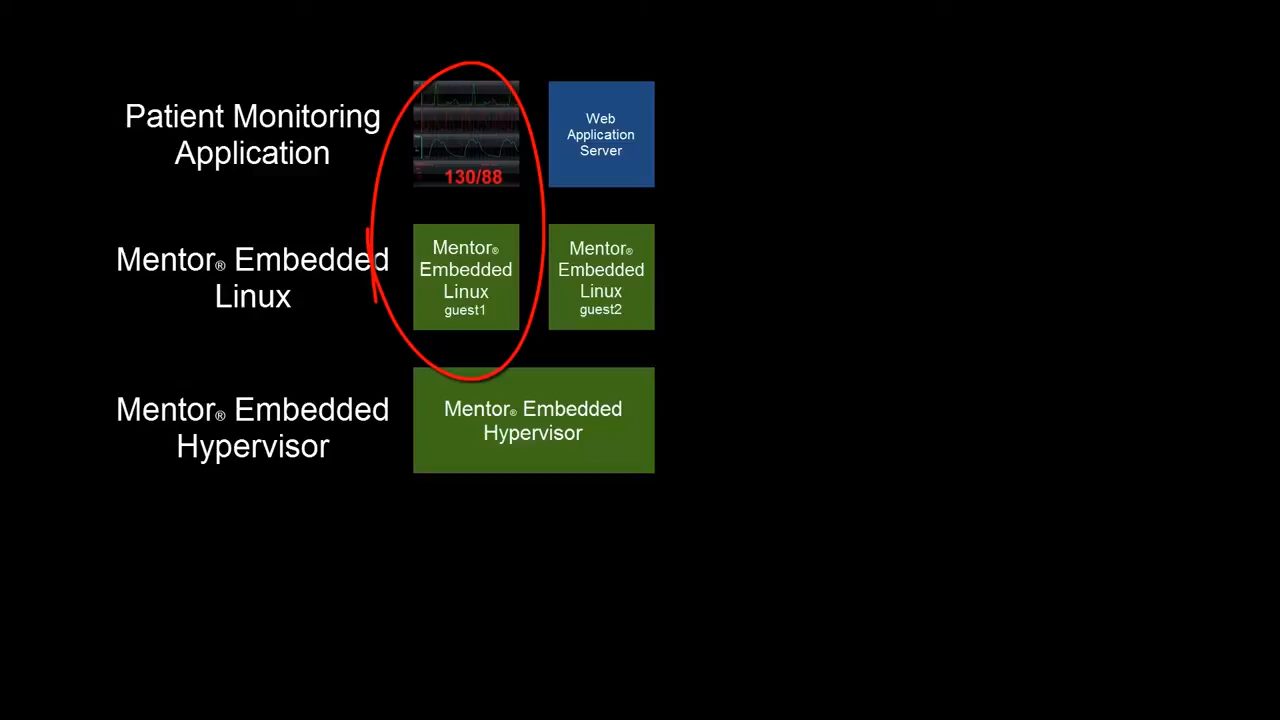 Patient Monitoring
Application
130/88
Web
Application
Server
Mentor® Embedded
Linux
Mentor®
Embedded
Linux
guest1
Mentor®
Embedded
Linux
guest2
Mentor® Embedded
Hypervisor
Mentor® Embedded
Hypervisor